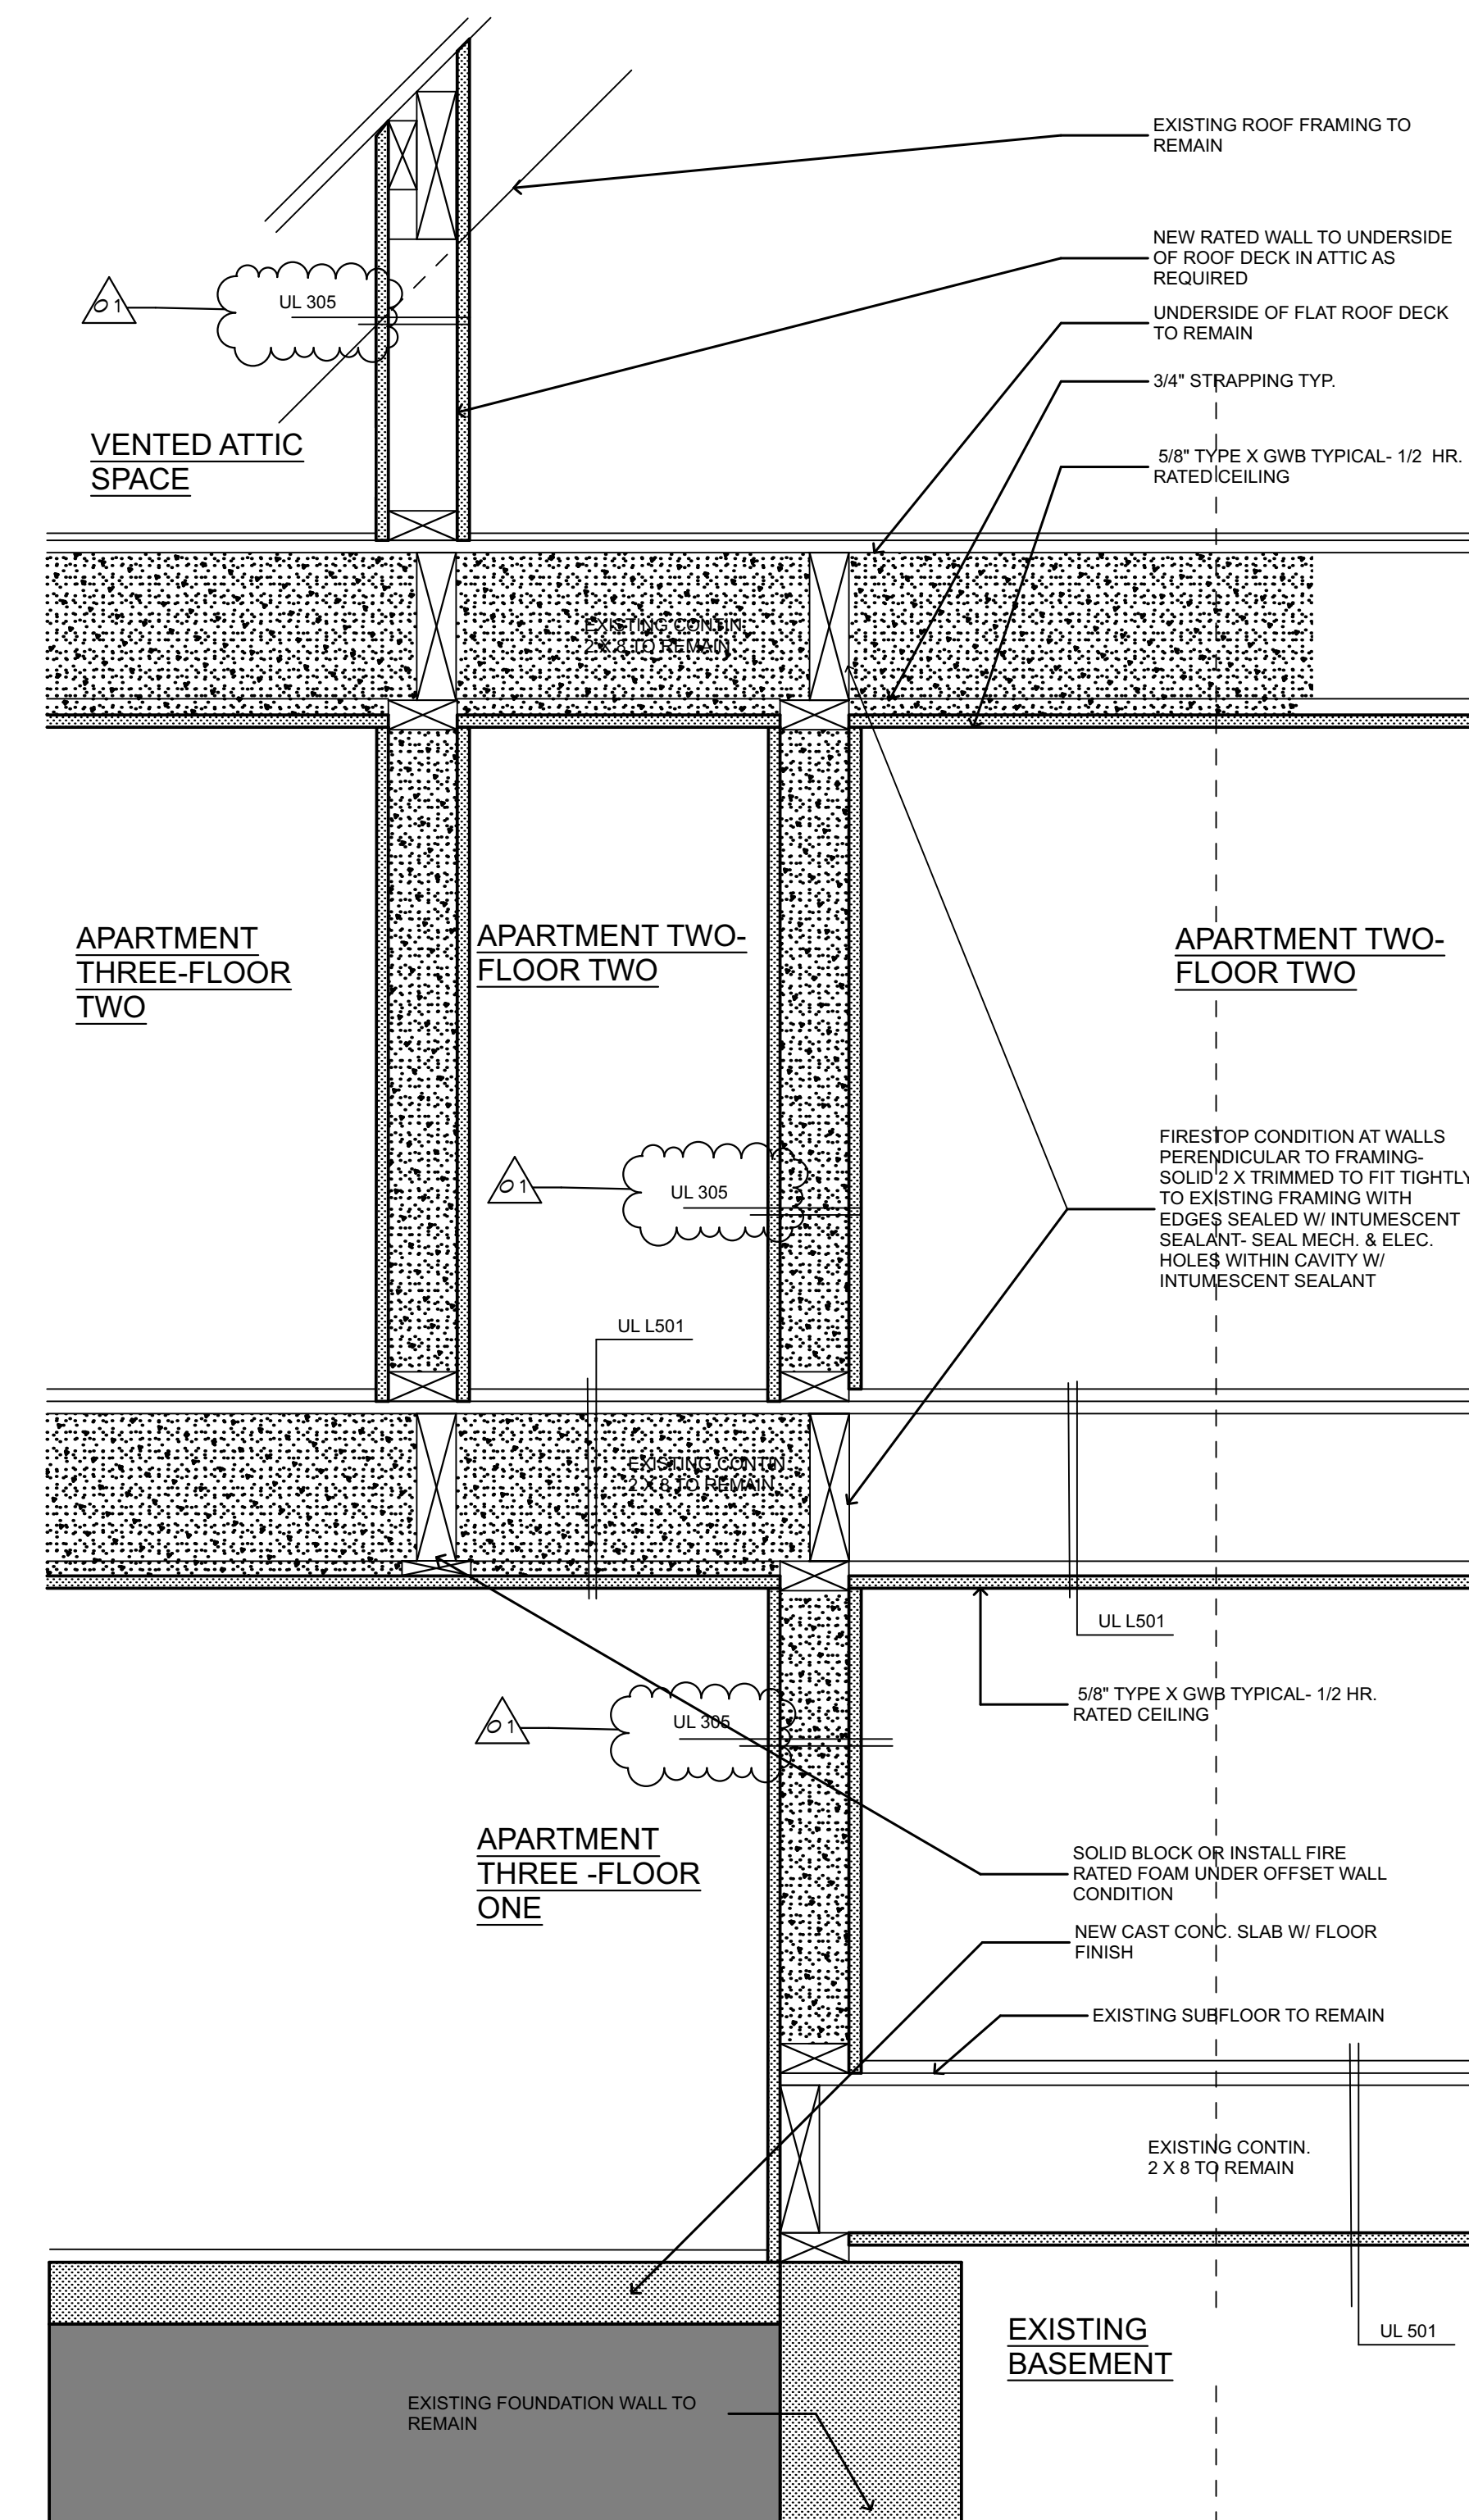 EXISTING ROOF FRAMING TO
REMAIN
NEW RATED WALL TO UNDERSIDE
OF ROOF DECK IN ATTIC AS
REQUIRED
01
UL 305
UNDERSIDE OF FLAT ROOF DECK
TO REMAIN
3/4" STRAPPING TYP.
VENTED ATTIC
SPACE
5/8" TYPE X GWB TYPICAL- 1/2 HR.
RATED CEILING
EXISTING CONTIN.
2 X 8 TO REMAIN
APARTMENT
THREE-FLOOR
TWO
APARTMENT TWO-
FLOOR TWO
APARTMENT TWO-
FLOOR TWO
01
UL 305
FIRESTOP CONDITION AT WALLS
PERENDICULAR TO FRAMING-
SOLID 2 X TRIMMED TO FIT TIGHTLY
TO EXISTING FRAMING WITH
EDGES SEALED W/ INTUMESCENT
SEALANT- SEAL MECH. & ELEC.
HOLES WITHIN CAVITY W/
INTUMESCENT SEALANT
UL L501
EXISTING CONTIN.
2 X 8 TO REMAIN
UL L501
5/8" TYPE X GWB TYPICAL- 1/2 HR.
RATED CEILING
01
UL 305
APARTMENT
THREE -FLOOR
ONE
SOLID BLOCK OR INSTALL FIRE
RATED FOAM UNDER OFFSET WALL
CONDITION
NEW CAST CONC. SLAB W/ FLOOR
FINISH
EXISTING SUBFLOOR TO REMAIN
EXISTING CONTIN.
2 X 8 TO REMAIN
EXISTING
BASEMENT
UL 501
EXISTING FOUNDATION WALL TO
REMAIN